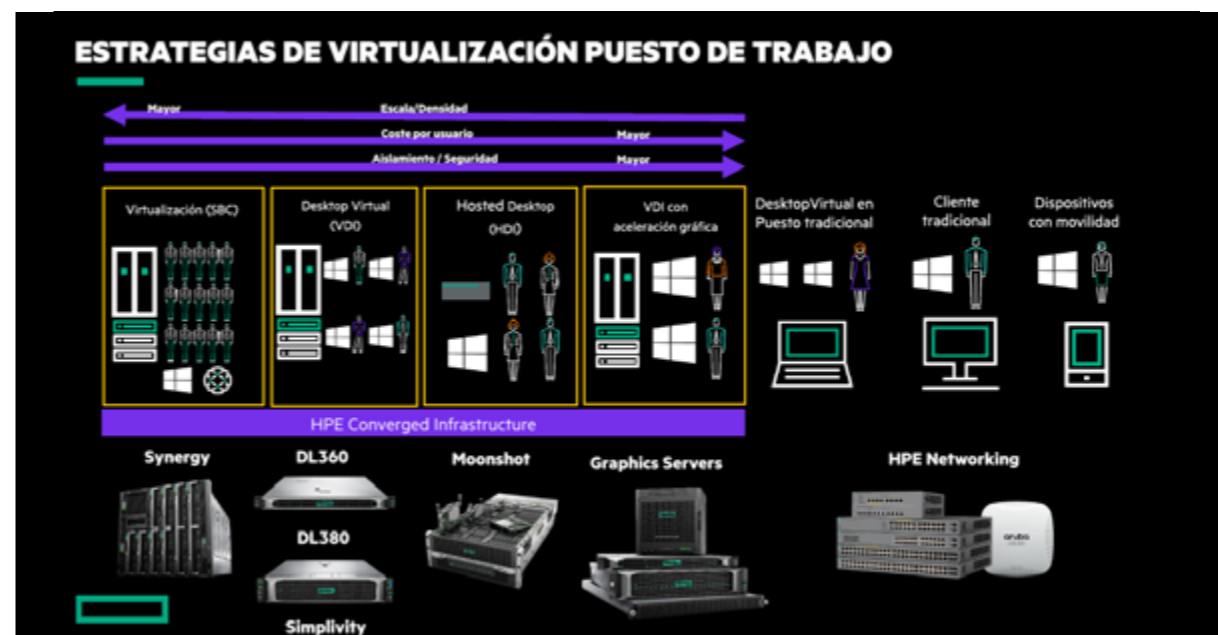 ESTRATEGIAS DE VIRTUALIZACIÓN PUESTO DE TRABAJO
Mayor Escala/Densidad
Coste por usuario Mayor
Aislamiento / Seguridad Mayor
Virtualización (SBC)
Desktop Virtual
(VDI)
Hosted Desktop
(HDI)
VDI con
aceleración gráfica
DesktopVirtual en
Puesto tradicional
Cliente
tradicional
Dispositivos
con movilidad
HPE Converged Infrastructure
Synergy
DL360
DL380
Simplivity
Moonshot
Graphics Servers
HPE Networking
aruba